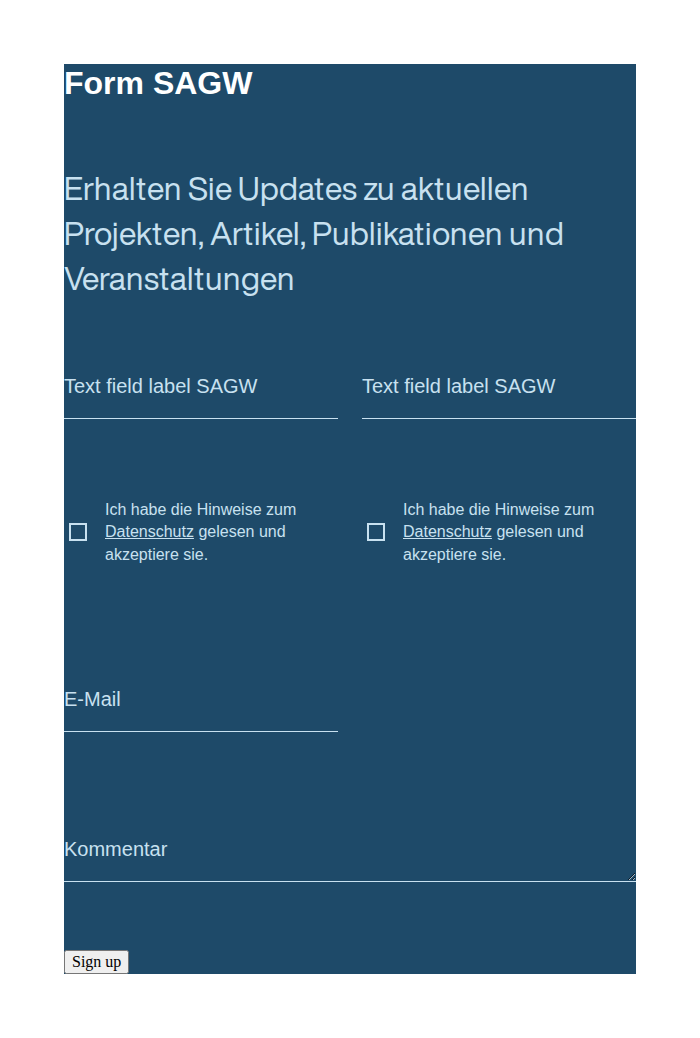 Form SAGW
Erhalten Sie Updates zu aktuellen
Projekten, Artikel, Publikationen und
Veranstaltungen
Text field label SAGW
Text field label SAGW
Ich habe die Hinweise zum
Datenschutz gelesen und
akzeptiere sie.
Ich habe die Hinweise zum
Datenschutz gelesen und
akzeptiere sie.
E-Mail
Kommentar
Sign up